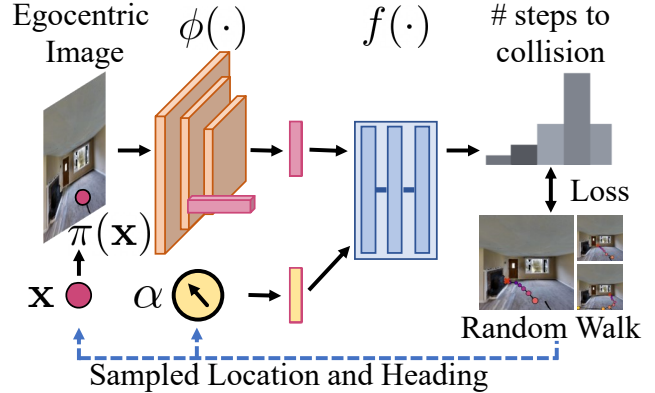 Egocentric
Image
ϕ(·)
f(·)
# steps to
collision
Loss
π(x)
x
α
Random Walk
Sampled Location and Heading